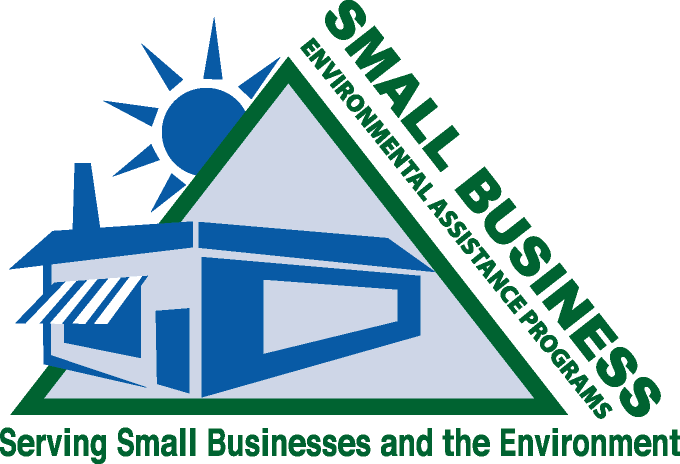 SMALL BUSINESS
ENVIRONMENTAL ASSISTANCE PROGRAMS
Serving Small Businesses and the Environment